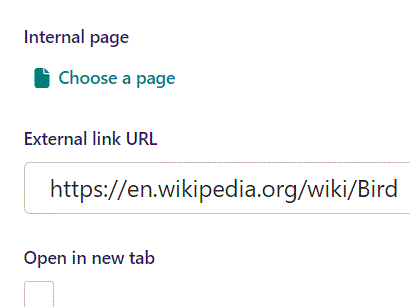 Internal page
Choose a page
External link URL
https://en.wikipedia.org/wiki/Bird
Open in new tab